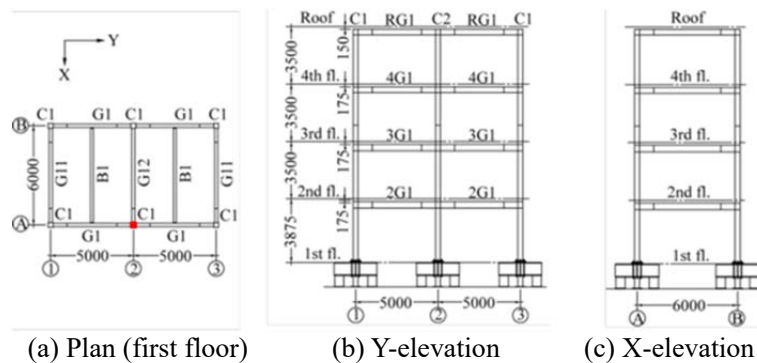 Y
X
C1 G1 C1 G1 C1
B
6000
G11
B1
G12
B1
G11
C1 C1 C1
A
G1 G1
5000 5000
1 2 3
(a) Plan (first floor)
Roof C1 RG1 C2 RG1 C1
150
3500
4th fl. 4G1 4G1
175
3500
3rd fl. 3G1 3G1
175
3500
2nd fl. 2G1 2G1
175
3875
1st fl.
5000 5000
1 2 3
(b) Y-elevation
Roof
4th fl.
3rd fl.
2nd fl.
1st fl.
6000
A B
(c) X-elevation